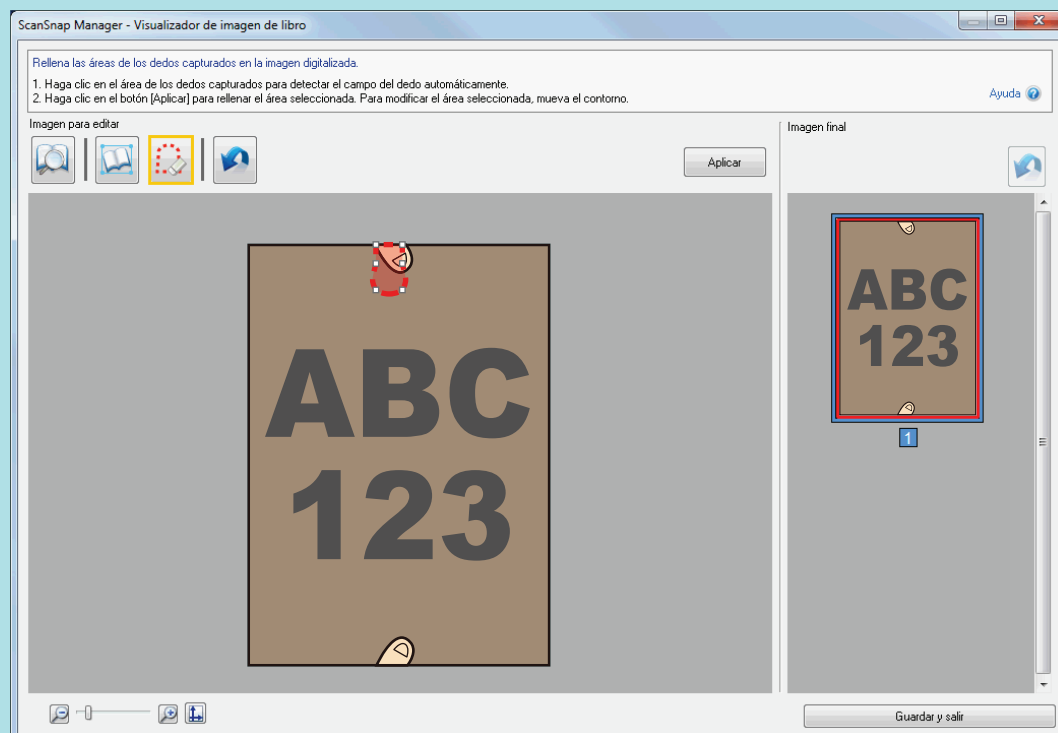 ScanSnap Manager - Visualizador de imagen de libro
Rellena las áreas de los dedos capturados en la imagen digitalizada.
1. Haga clic en el área de los dedos capturados para detectar el campo del dedo automáticamente.
2. Haga clic en el botón [Aplicar] para rellenar el área seleccionada. Para modificar el área seleccionada, mueva el contorno.
Ayuda
Imagen para editar
Aplicar
ABC
123
Imagen final
ABC
123
1
Guardar y salir